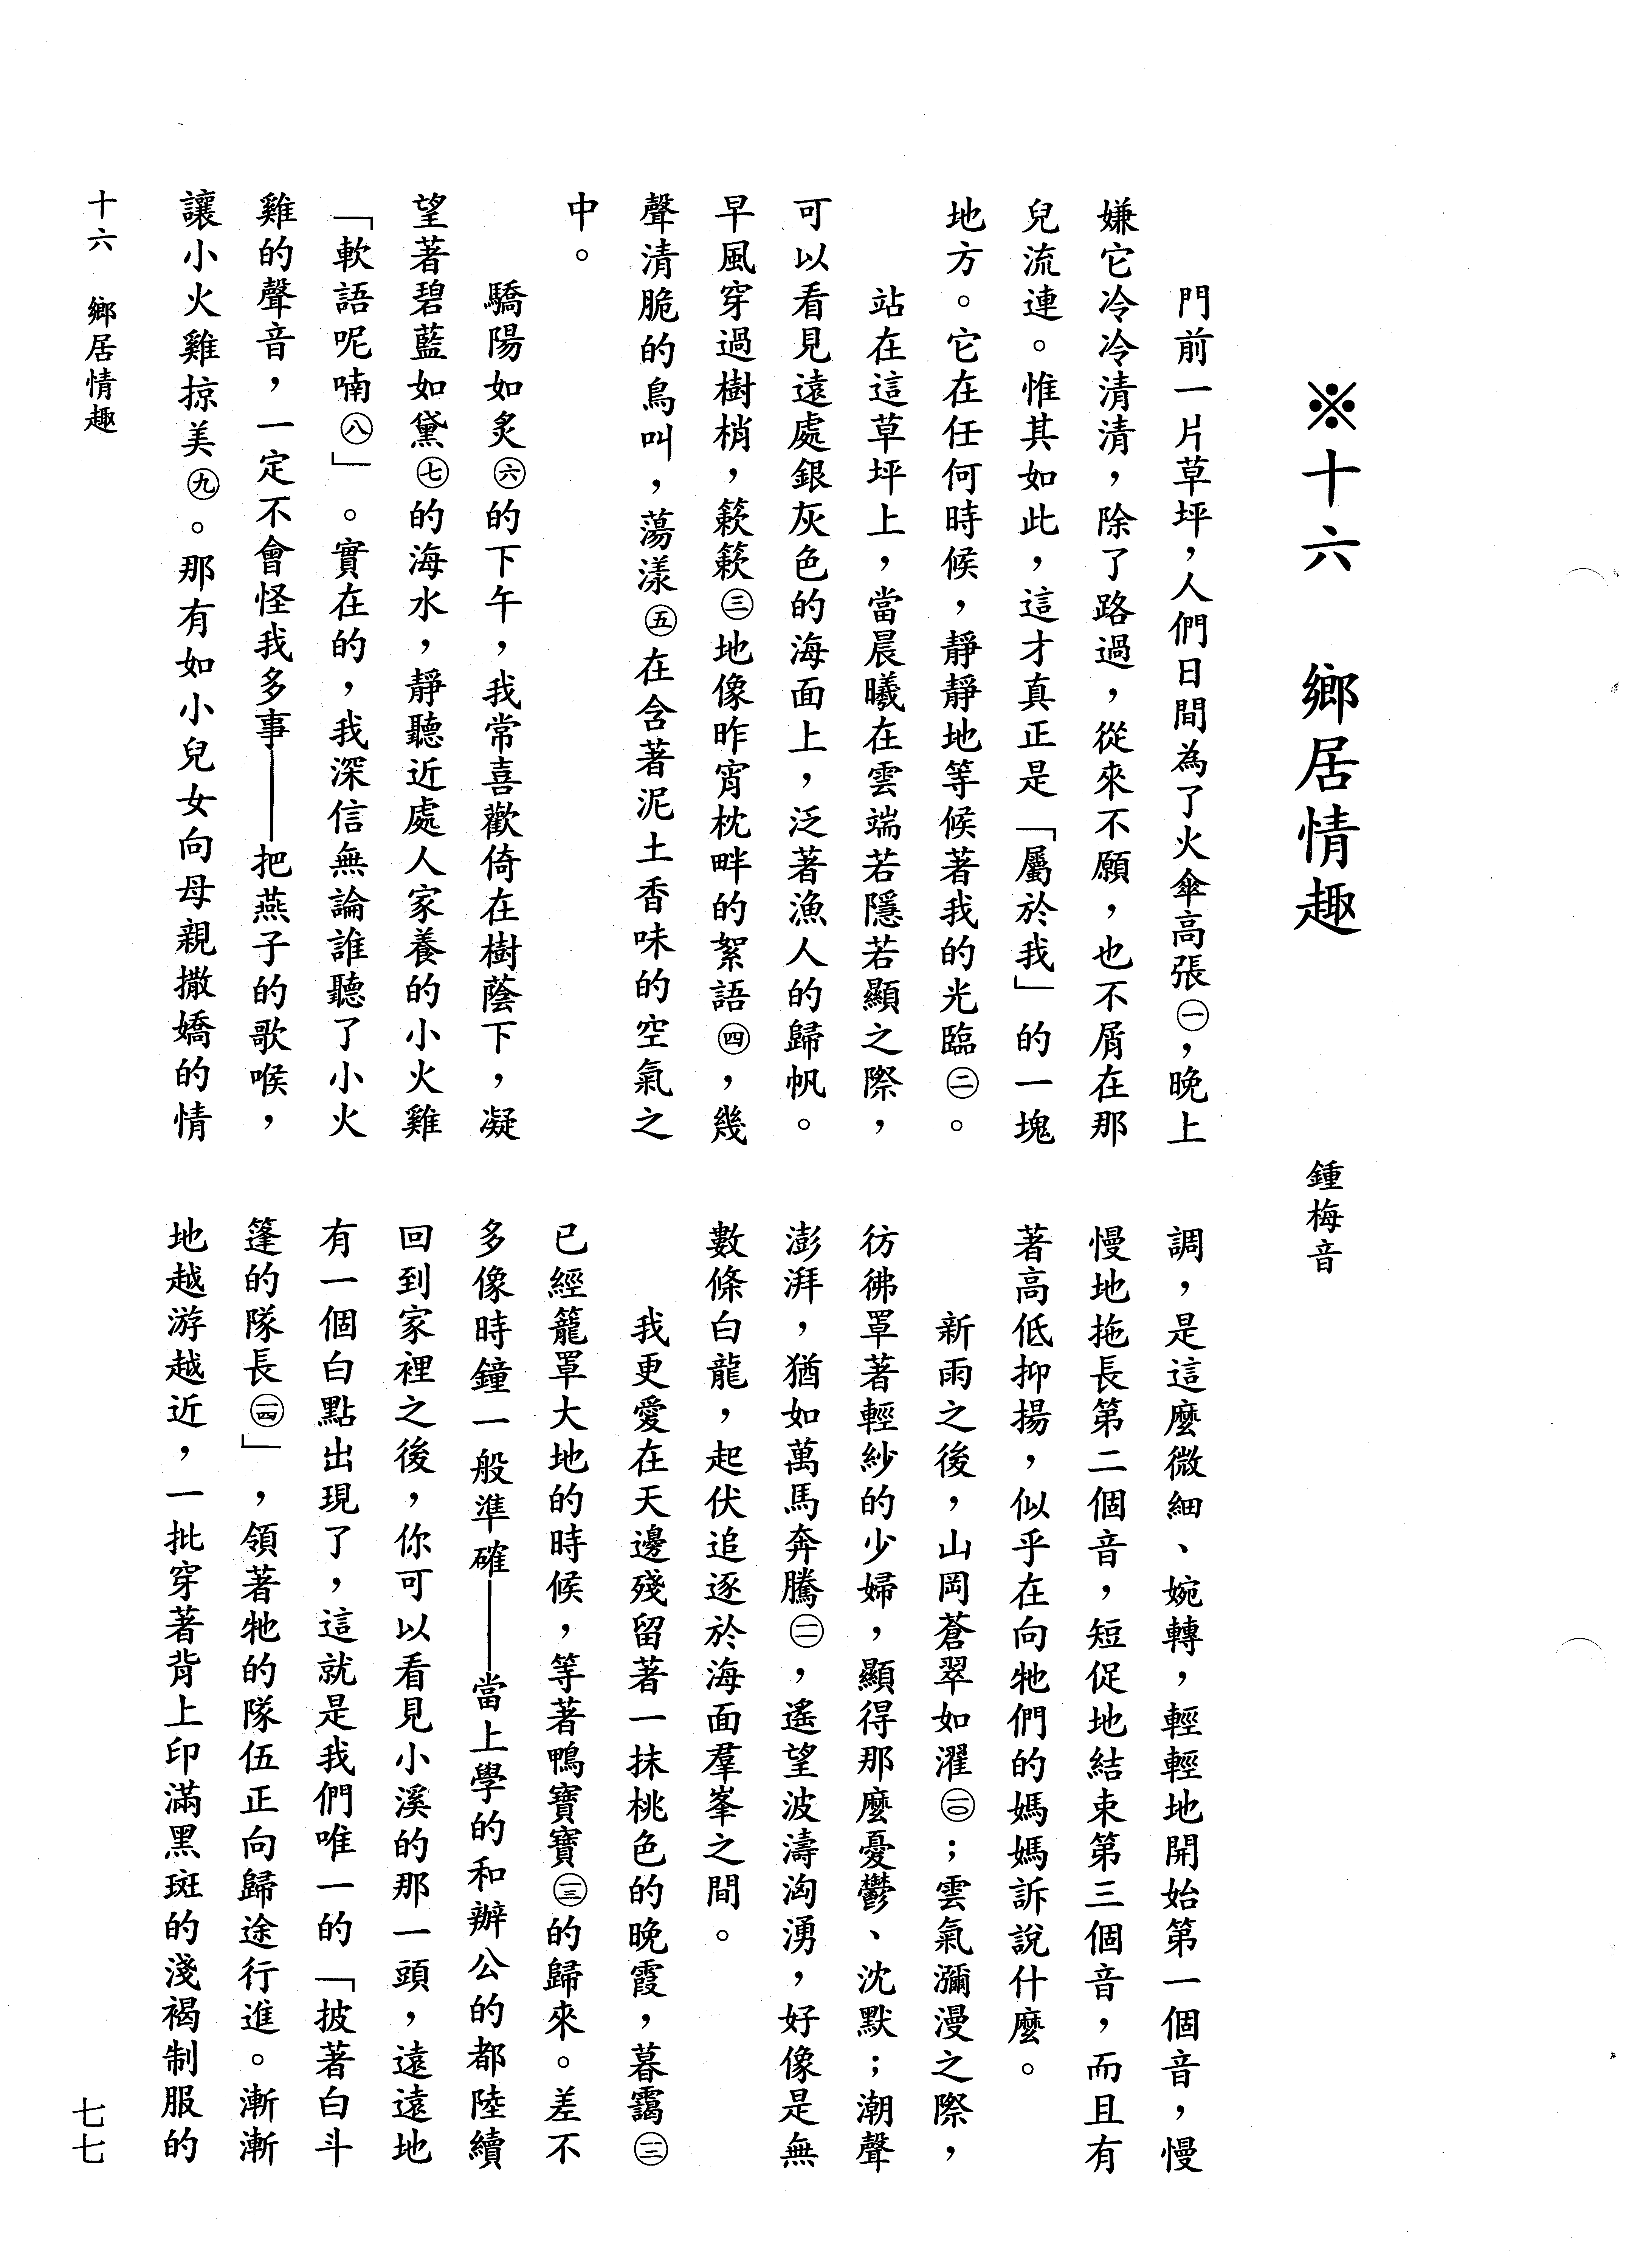 ※十六　鄉居情趣　鍾梅音
門前一片草坪，人們日間為了火傘高張㊀，晚上
嫌它冷冷清清，除了路過，從來不願，也不屑在那
兒流連。惟其如此，這才真正是「屬於我」的一塊
地方。它在任何時候，靜靜地等候著我的光臨㊁。
站在這草坪上，當晨曦在雲端若隱若顯之際，
可以看見遠處銀灰色的海面上，泛著漁人的歸帆。
早風穿過樹梢，簌簌㊂地像昨宵枕畔的絮語㊃，幾
聲清脆的鳥叫，蕩漾㊄在含著泥土香味的空氣之
中。
驕陽如炙㊅的下午，我常喜歡倚在樹蔭下，凝
望著碧藍如黛㊆的海水，靜聽近處人家養的小火雞
「軟語呢喃㊇」。實在的，我深信無論誰聽了小火
雞的聲音，一定不會怪我多事——把燕子的歌喉，
讓小火雞掠美㊈。那有如小兒女向母親撒嬌的情
調，是這麼微細、婉轉，輕輕地開始第一個音，慢
慢地拖長第二個音，短促地結束第三個音，而且有
著高低抑揚，似乎在向牠們的媽媽訴說什麼。
新雨之後，山岡蒼翠如濯(一○)；雲氣瀰漫之際，
彷彿罩著輕紗的少婦，顯得那麼憂鬱、沈默；潮聲
澎湃，猶如萬馬奔騰(一一)，遙望波濤洶湧，好像是無
數條白龍，起伏追逐於海面羣峯之間。
我更愛在天邊殘留著一抹桃色的晚霞，暮靄(一二)
已經籠罩大地的時候，等著鴨寶寶(一三)的歸來。差不
多像時鐘一般準確——當上學的和辦公的都陸續
回到家裡之後，你可以看見小溪的那一頭，遠遠地
有一個白點出現了，這就是我們唯一的「披著白斗
篷的隊長(一四)」，領著牠的隊伍正向歸途行進。漸漸
地越游越近，一批穿著背上印滿黑斑的淺褐制服的
十六　鄉居情趣
七七